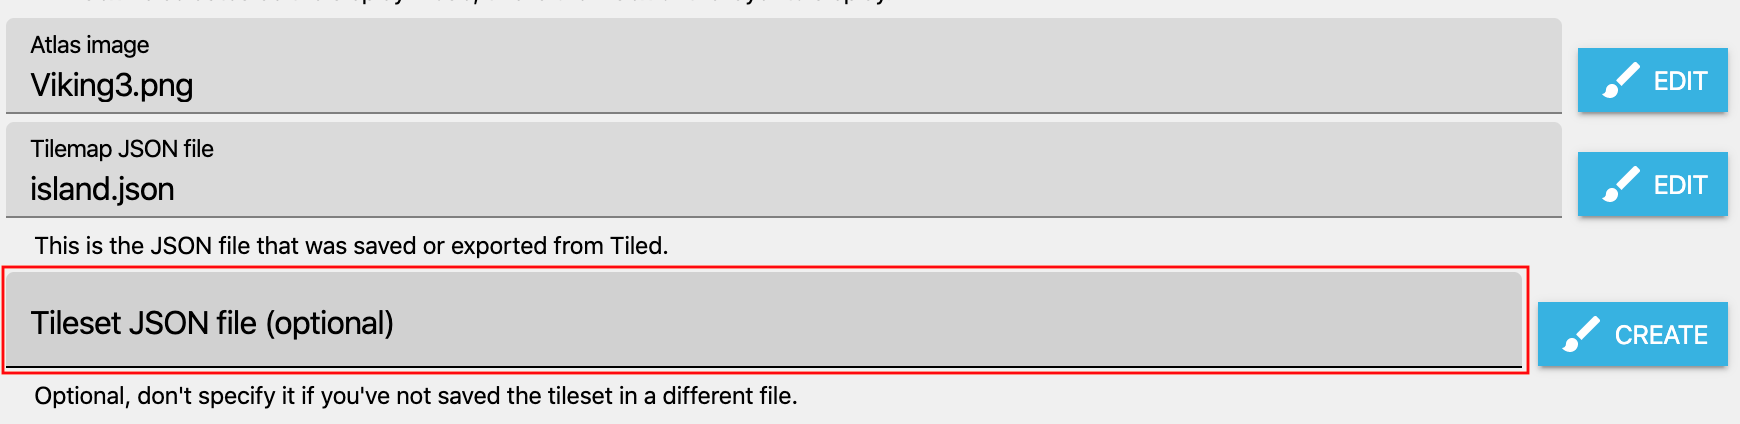 Atlas image
Viking3.png
EDIT
Tilemap JSON file
island.json
EDIT
This is the JSON file that was saved or exported from Tiled.
Tileset JSON file (optional)
CREATE
Optional, don't specify it if you've not saved the tileset in a different file.